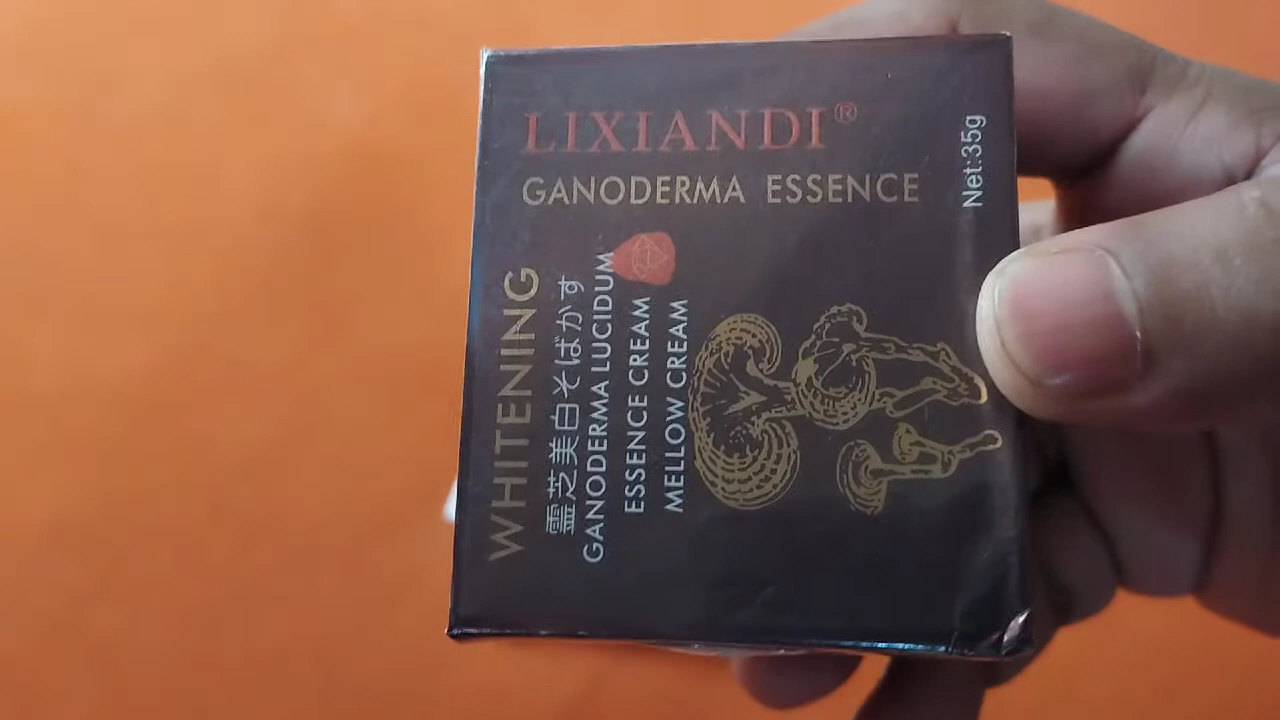 LIXIANDI®
GANODERMA ESSENCE
Net:35g
WHITENING
霊芝美白そばかす
GANODERMA LUCIDUM
ESSENCE CREAM
MELLOW CREAM